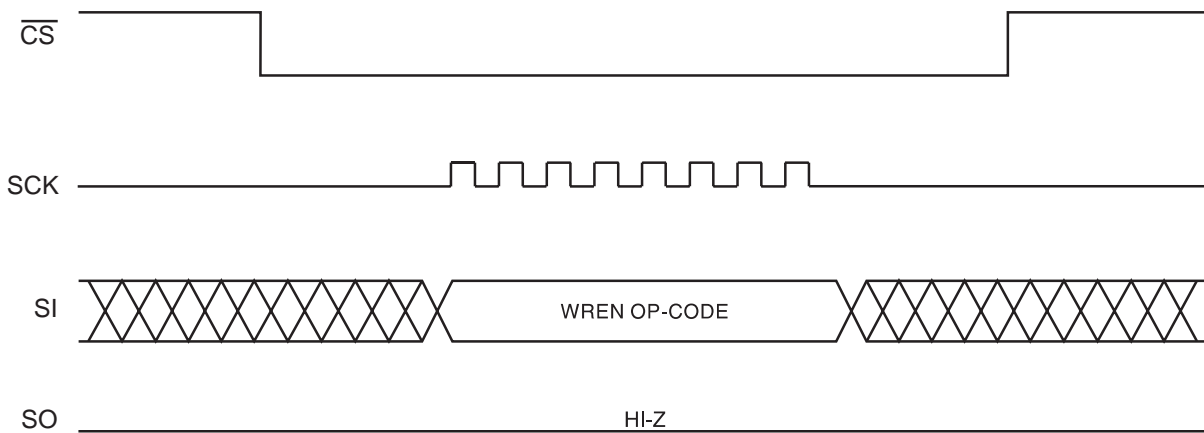 CS
SCK
SI
WREN OP-CODE
SO
HI-Z